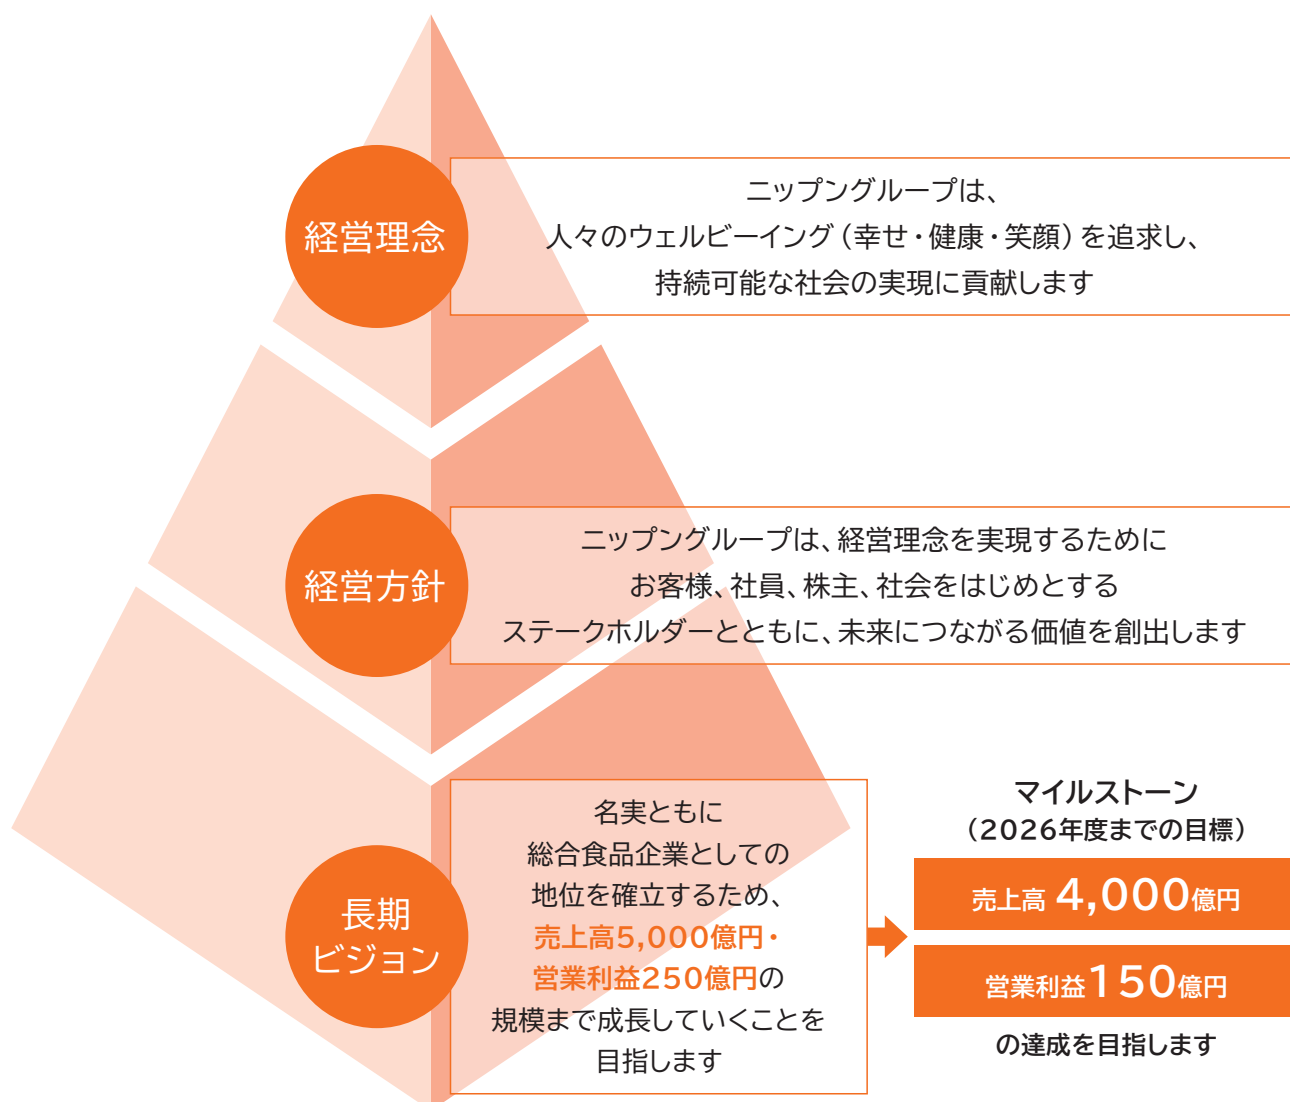 経営理念
ニップングループは、
人々のウェルビーイング（幸せ・健康・笑顔）を追求し、
持続可能な社会の実現に貢献します
経営方針
ニップングループは、経営理念を実現するために
お客様、社員、株主、社会をはじめとする
ステークホルダーとともに、未来につながる価値を創出します
長期
ビジョン
名実ともに
総合食品企業としての
地位を確立するため、
売上高5,000億円・
営業利益250億円の
規模まで成長していくことを
目指します
マイルストーン
（2026年度までの目標）
売上高 4,000億円
営業利益150億円
の達成を目指します